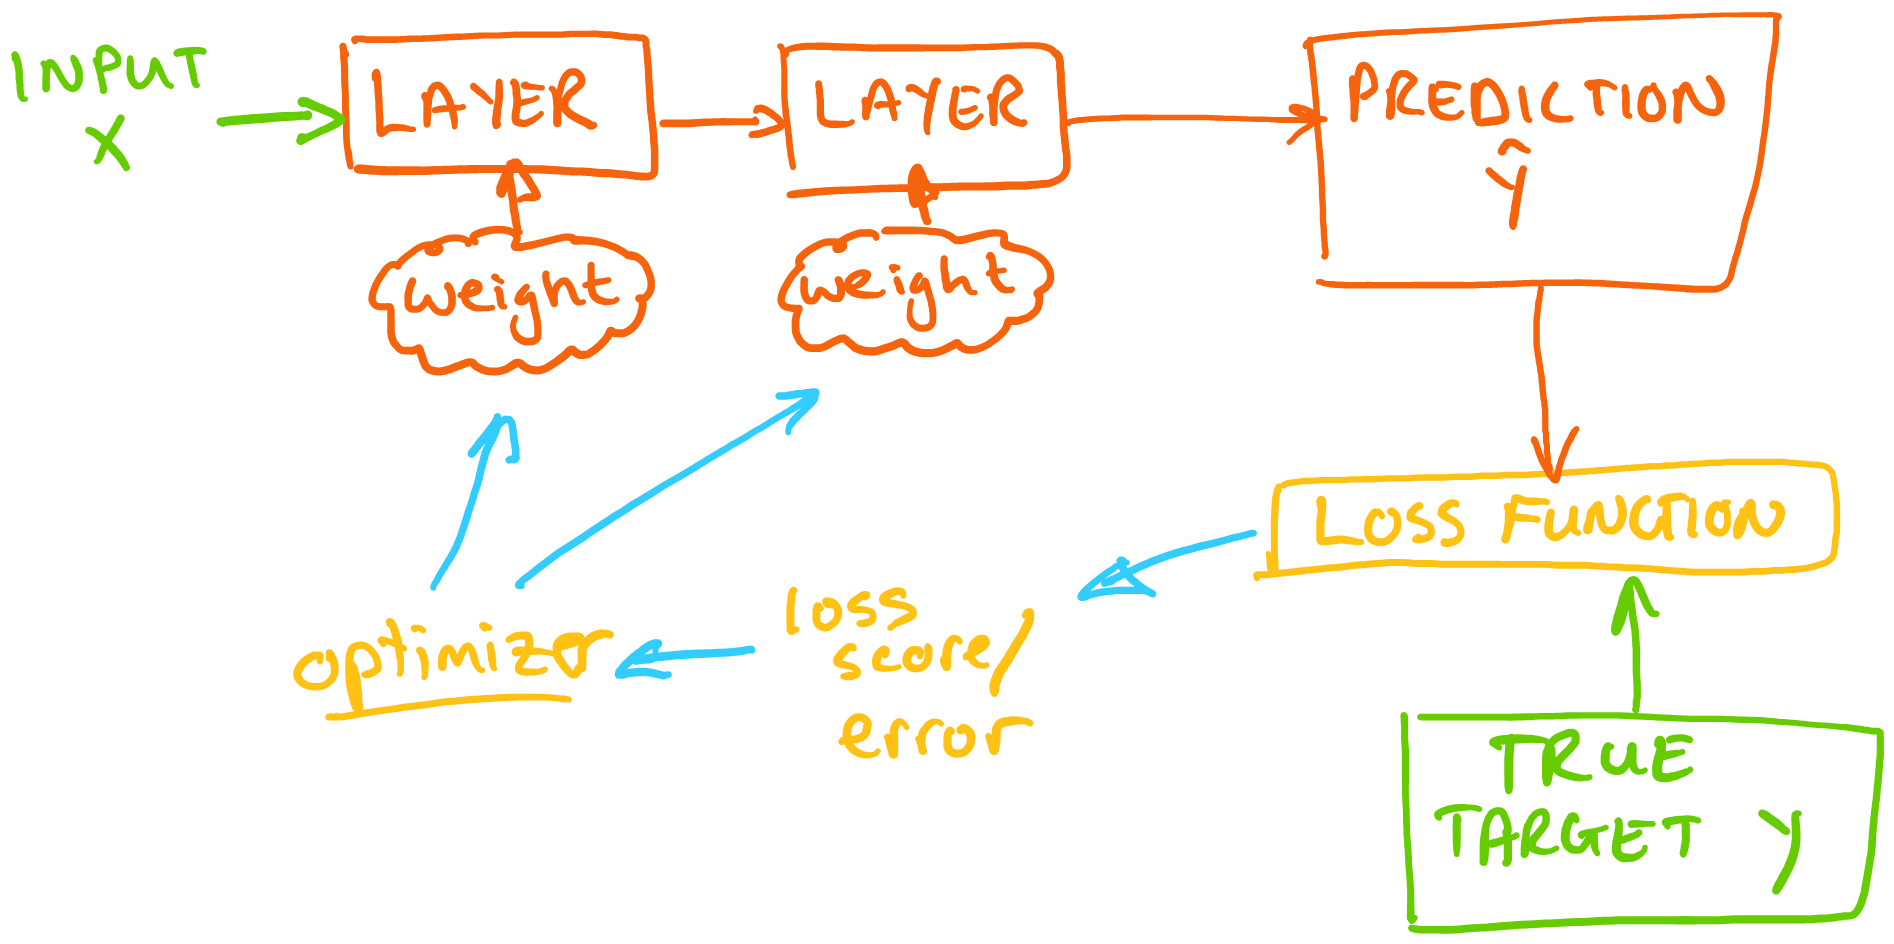 INPUT
X
LAYER
LAYER
PREDICTION
Ŷ
weight
weight
LOSS FUNCTION
loss
score/
error
optimizer
TRUE
TARGET Y